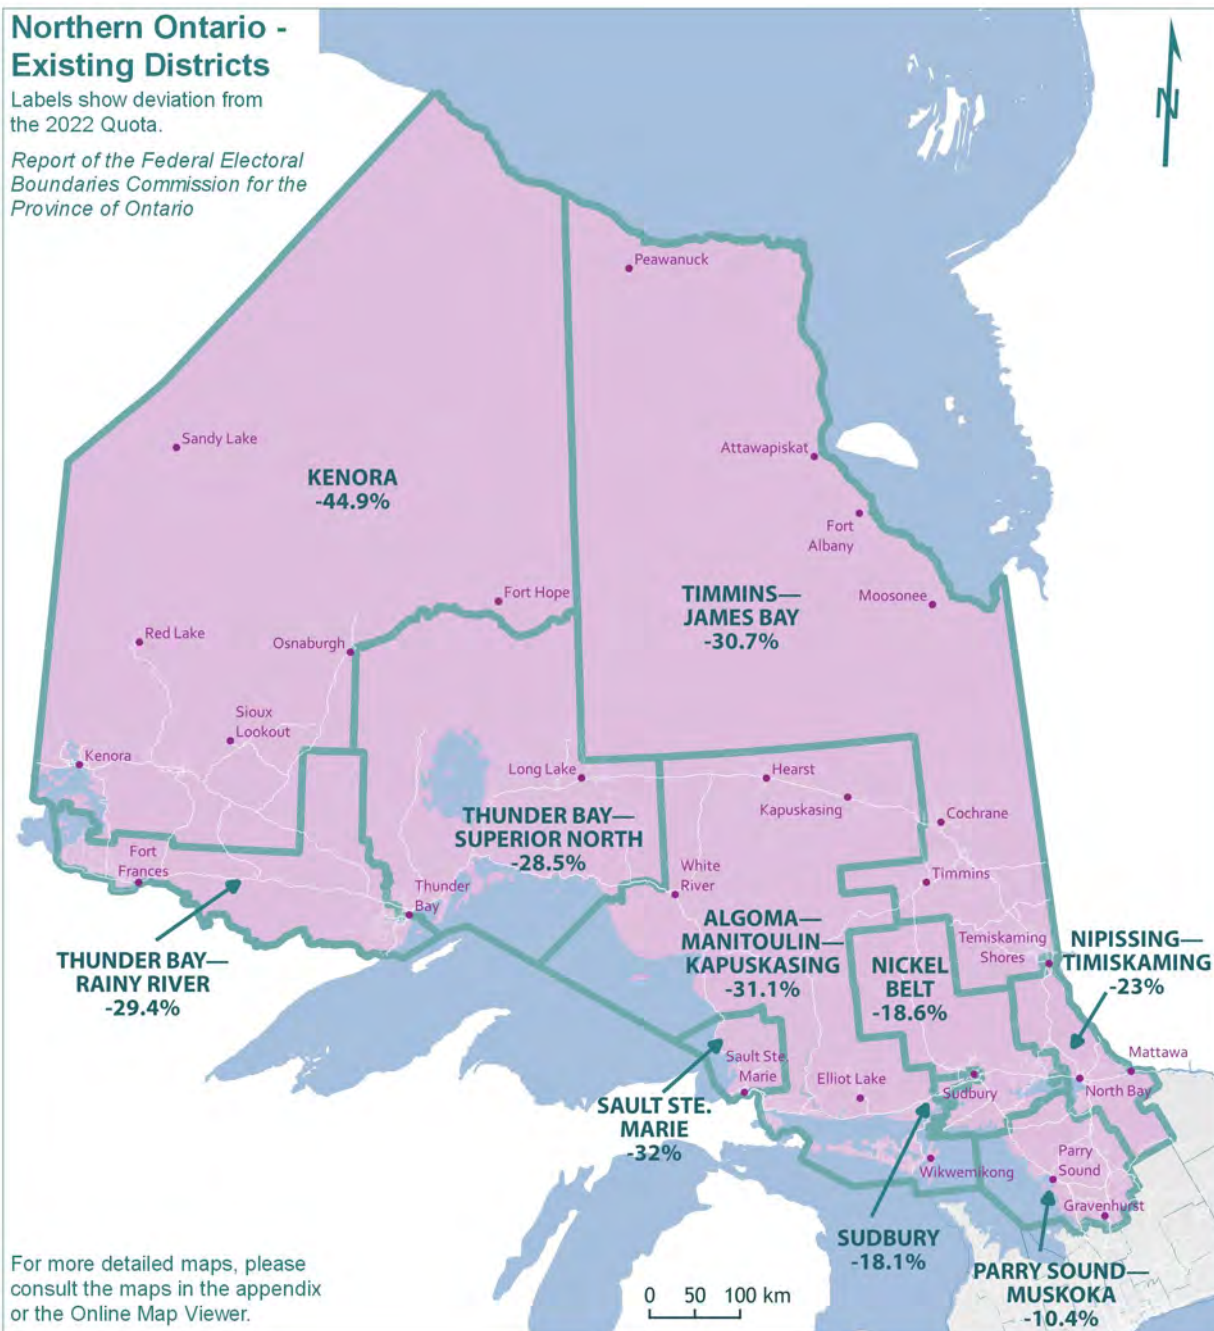 Northern Ontario -
Existing Districts
Labels show deviation from
the 2022 Quota.
Report of the Federal Electoral
Boundaries Commission for the
Province of Ontario
N
Peawanuck
Sandy Lake
Attawapiskat
KENORA
-44.9%
Fort
Albany
Fort Hope
TIMMINS—
JAMES BAY
-30.7%
Moosonee
Red Lake
Osnaburgh
Sioux
Lookout
Kenora
Long Lake
Hearst
Kapuskasing
Cochrane
THUNDER BAY—
SUPERIOR NORTH
-28.5%
Fort
Frances
White
River
Timmins
Thunder
Bay
ALGOMA—
MANITOULIN—
KAPUSKASING
-31.1%
Temiskaming
Shores
NIPISSING—
TIMISKAMING
-23%
THUNDER BAY—
RAINY RIVER
-29.4%
NICKEL
BELT
-18.6%
Sault Ste.
Marie
Elliot Lake
Sudbury
Mattawa
North Bay
SAULT STE.
MARIE
-32%
Wikwemikong
Parry
Sound
Gravenhurst
SUDBURY
-18.1%
PARRY SOUND—
MUSKOKA
-10.4%
For more detailed maps, please
consult the maps in the appendix
or the Online Map Viewer.
0 50 100 km